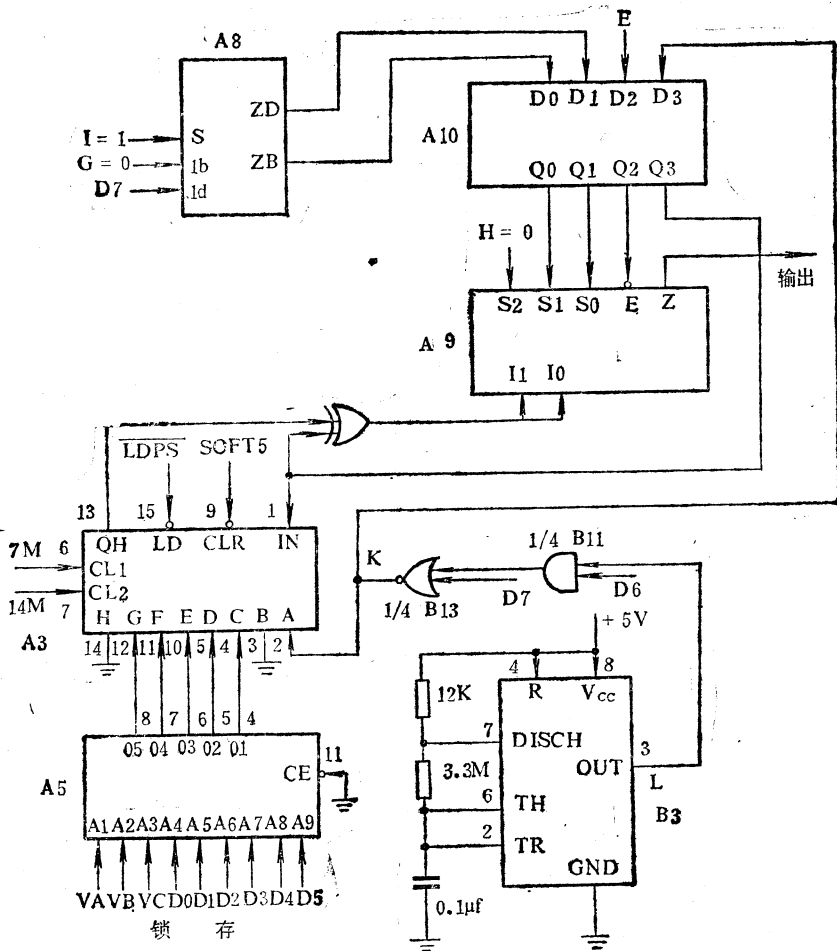 A8
E
ZD
I = 1
S
G = 0
1b
ZB
D7
1d
D0 D1 D2 D3
A10
Q0 Q1 Q2 Q3
H = 0
输出
S2 S1 S0 E Z
A 9
I1 I0
LDPS SOFT5
13 15 9 1
7M 6
QH LD CLR IN
CL1
14M 7
CL2
H G F E D C B A
A3
14 12 11 10 5 4 3 2
K
1/4 B11
D6
D7
1/4 B13
+ 5V
4 8
R Vcc
12K
7
DISCH
3
OUT
3.3M
L
6
TH
B3
2
TR
GND
0.1μf
8 7 6 5 4
05 04 03 02 01
11
CE
A5
A1 A2 A3 A4 A5 A6 A7 A8 A9
VA VB VC D0 D1 D2 D3 D4 D5
锁 存